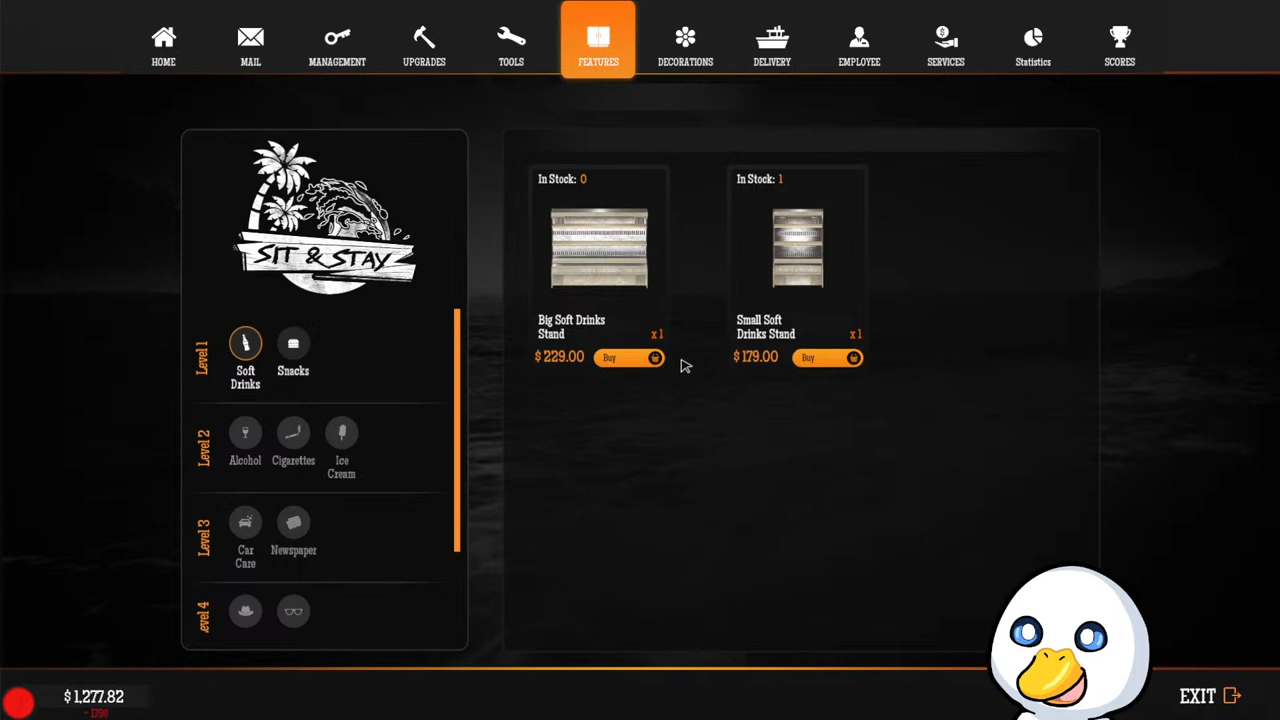 HOME
MAIL
MANAGEMENT
UPGRADES
TOOLS
FEATURES
DECORATIONS
DELIVERY
EMPLOYEE
SERVICES
Statistics
SCORES
SIT & STAY
Level 1
Soft
Drinks
Snacks
Level 2
Alcohol
Cigarettes
Ice
Cream
Level 3
Car
Care
Newspaper
evel 4
In Stock: 0
Big Soft Drinks
Stand
x1
$ 229.00
Buy
In Stock: 1
Small Soft
Drinks Stand
x1
$ 179.00
Buy
$ 1,277.82
- 179$
EXIT